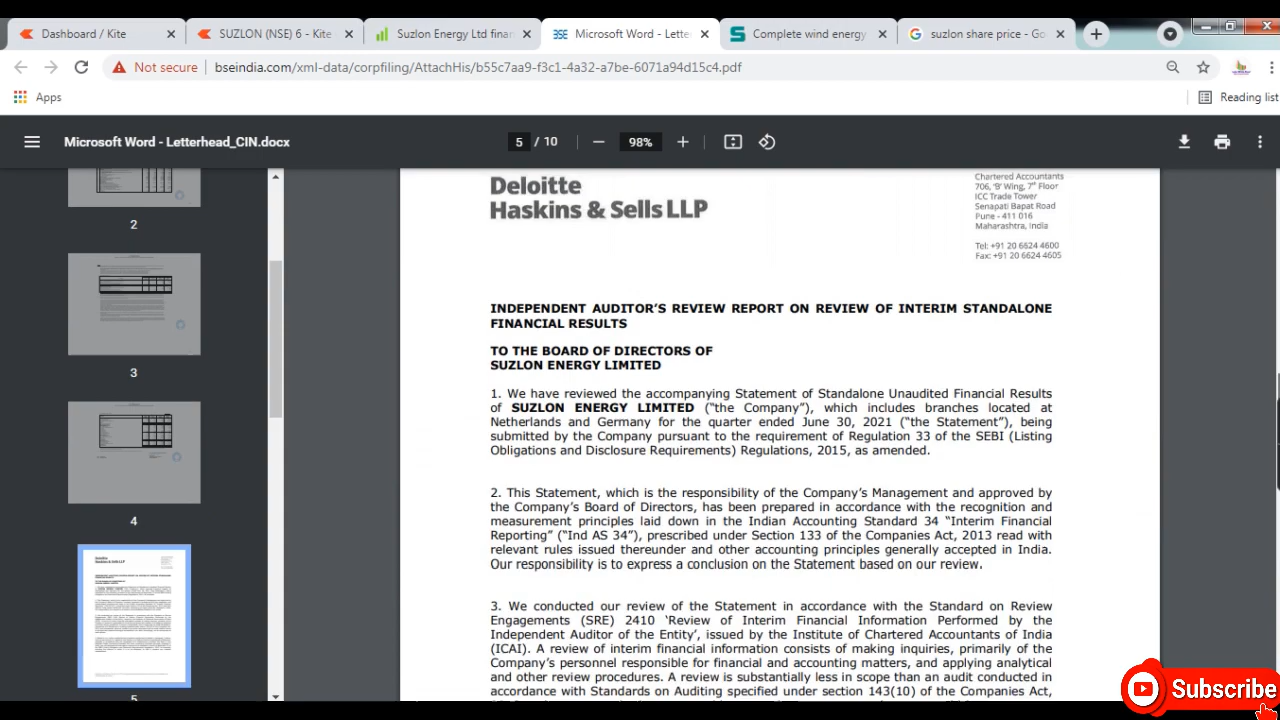 Dashboard / Kite
SUZLON (NSE) 6 - Kite
Suzlon Energy Ltd fina
Microsoft Word - Lette
Complete wind energy
suzlon share price - Go
Not secure
bseindia.com/xml-data/corpfiling/AttachHis/b55c7aa9-f3c1-4a32-a7be-6071a94d15c4.pdf
Apps
Reading list
Microsoft Word - Letterhead_CIN.docx
5 / 10
98%
2
3
4
5
Deloitte
Haskins & Sells LLP
Chartered Accountants
706, 'B' Wing, 7th Floor
ICC Trade Tower
Senapati Bapat Road
Pune - 411 016
Maharashtra, India
Tel: +91 20 6624 4600
Fax: +91 20 6624 4605
INDEPENDENT AUDITOR'S REVIEW REPORT ON REVIEW OF INTERIM STANDALONE
FINANCIAL RESULTS
TO THE BOARD OF DIRECTORS OF
SUZLON ENERGY LIMITED
1. We have reviewed the accompanying Statement of Standalone Unaudited Financial Results
of SUZLON ENERGY LIMITED ("the Company"), which includes branches located at
Netherlands and Germany for the quarter ended June 30, 2021 ("the Statement"), being
submitted by the Company pursuant to the requirement of Regulation 33 of the SEBI (Listing
Obligations and Disclosure Requirements) Regulations, 2015, as amended.
2. This Statement, which is the responsibility of the Company's Management and approved by
the Company's Board of Directors, has been prepared in accordance with the recognition and
measurement principles laid down in the Indian Accounting Standard 34 "Interim Financial
Reporting" ("Ind AS 34"), prescribed under Section 133 of the Companies Act, 2013 read with
relevant rules issued thereunder and other accounting principles generally accepted in India.
Our responsibility is to express a conclusion on the Statement based on our review.
3. We conducted our review of the Statement in accordance with the Standard on Review
Engagements (SRE) 2410 'Review of Interim Financial Information Performed by the
Independent Auditor of the Entity', issued by the Institute of Chartered Accountants of India
(ICAI). A review of interim financial information consists of making inquiries, primarily of the
Company's personnel responsible for financial and accounting matters, and applying analytical
and other review procedures. A review is substantially less in scope than an audit conducted in
accordance with Standards on Auditing specified under section 143(10) of the Companies Act,
Subscribe